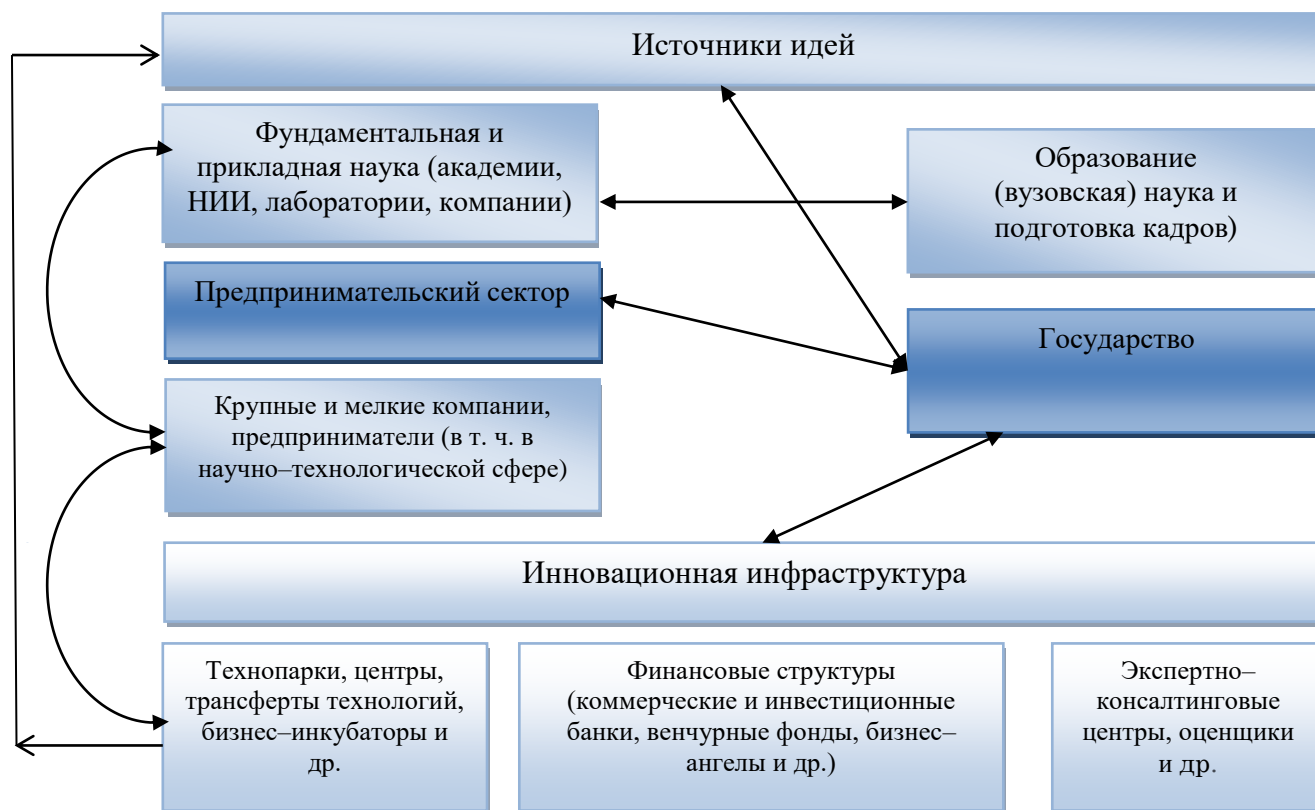 Источники идей
Фундаментальная и
прикладная наука (академии,
НИИ, лаборатории, компании)
Образование
(вузовская) наука и
подготовка кадров)
Предпринимательский сектор
Государство
Крупные и мелкие компании,
предприниматели (в т. ч. в
научно–технологической сфере)
Инновационная инфраструктура
Технопарки, центры,
трансферты технологий,
бизнес–инкубаторы и
др.
Финансовые структуры
(коммерческие и инвестиционные
банки, венчурные фонды, бизнес–
ангелы и др.)
Экспертно–
консалтинговые
центры, оценщики
и др.